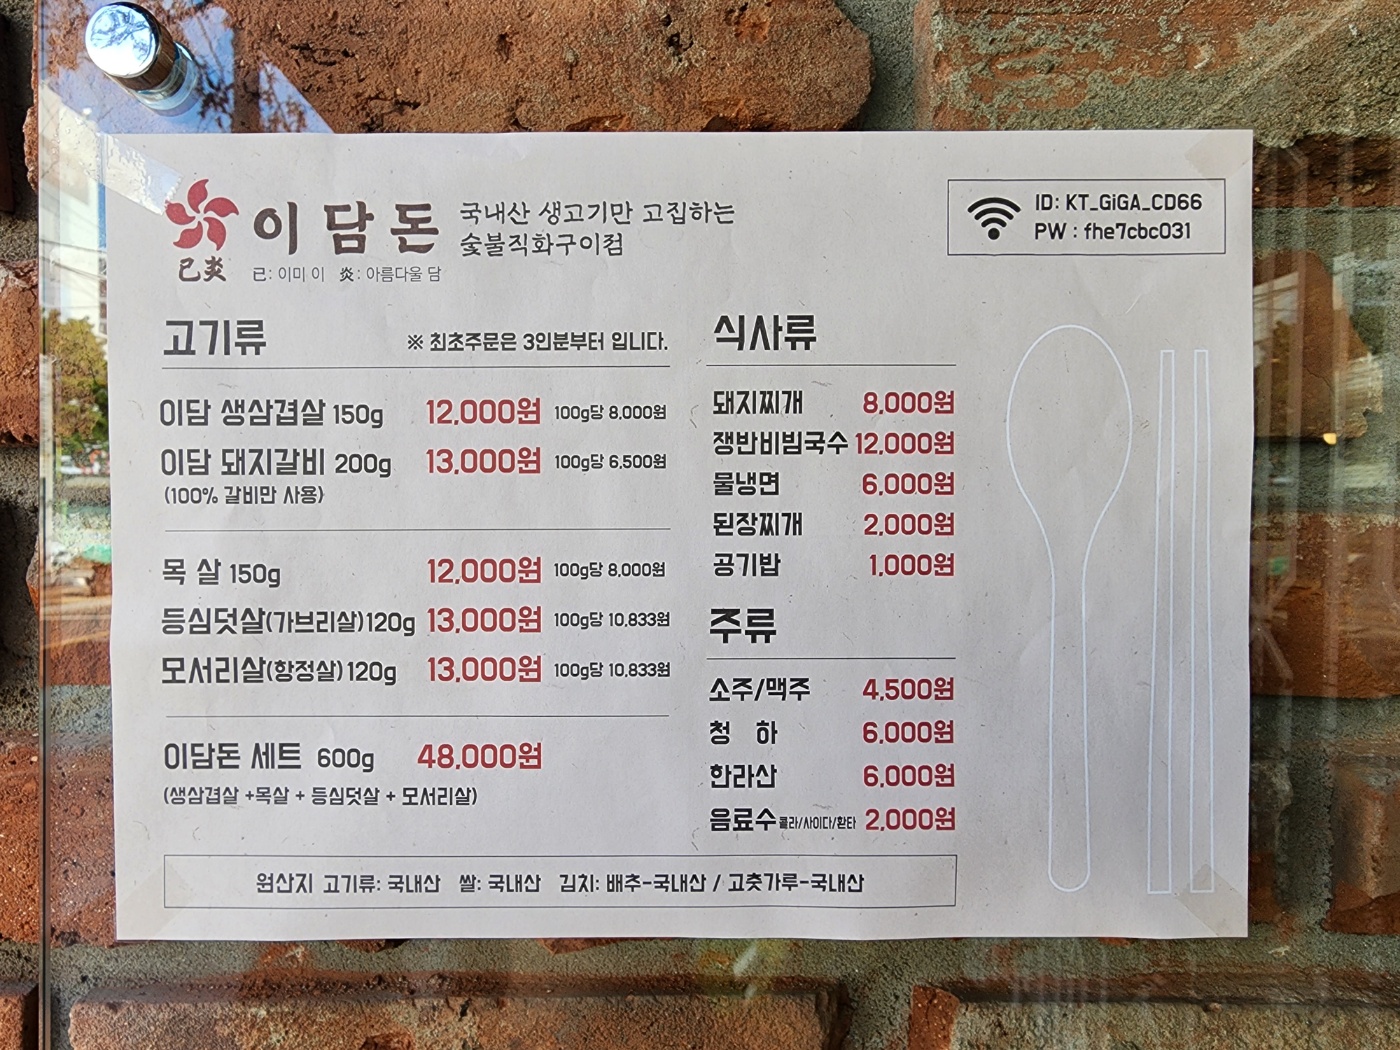 이담돈
己炎
己: 이미 이 炎: 아름다울 담
국내산 생고기만 고집하는
숯불직화구이점
ID: KT_GiGA_CD66
PW : fhe7cbc031
고기류
※ 최초주문은 3인분부터 입니다.
이담 생삼겹살 150g 12,000원 100g당 8,000원
이담 돼지갈비 200g 13,000원 100g당 6,500원
(100% 갈비만 사용)
목 살 150g 12,000원 100g당 8,000원
등심덧살(가브리살)120g 13,000원 100g당 10.833원
모서리살(항정살)120g 13,000원 100g당 10.833원
이담돈 세트 600g 48,000원
(생삼겹살 +목살 + 등심덧살 + 모서리살)
식사류
돼지찌개 8,000원
쟁반비빔국수 12,000원
물냉면 6,000원
된장찌개 2,000원
공기밥 1,000원
주류
소주/맥주 4,500원
청 하 6,000원
한라산 6,000원
음료수 콜라/사이다/환타 2,000원
원산지 고기류: 국내산 쌀: 국내산 김치: 배추-국내산 / 고춧가루-국내산